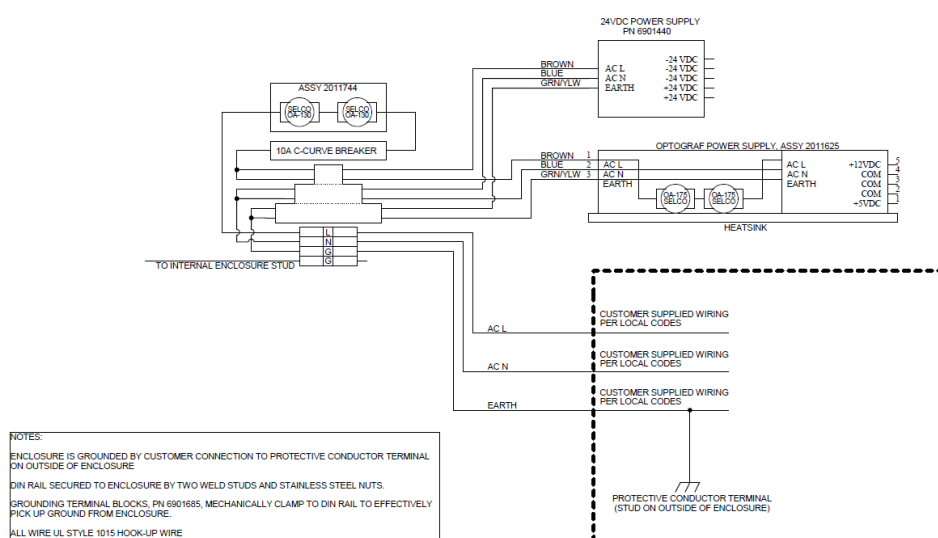 24VDC POWER SUPPLY
PN 6901440
BROWN
BLUE
GRN/YLW
AC L
AC N
EARTH
-24 VDC
-24 VDC
-24 VDC
+24 VDC
+24 VDC
ASSY 2011744
SELCO
OA-130
SELCO
OA-130
10A C-CURVE BREAKER
OPTOGRAF POWER SUPPLY, ASSY 2011625
BROWN 1
BLUE 2
GRN/YLW 3
AC L
AC N
EARTH
OA-175
SELCO
OA-175
SELCO
AC L
AC N
EARTH
+12VDC 5
COM 4
COM 3
COM 2
+5VDC 1
HEATSINK
L
N
G
G
TO INTERNAL ENCLOSURE STUD
AC L
CUSTOMER SUPPLIED WIRING
PER LOCAL CODES
AC N
CUSTOMER SUPPLIED WIRING
PER LOCAL CODES
EARTH
CUSTOMER SUPPLIED WIRING
PER LOCAL CODES
PROTECTIVE CONDUCTOR TERMINAL
(STUD ON OUTSIDE OF ENCLOSURE)
NOTES:
ENCLOSURE IS GROUNDED BY CUSTOMER CONNECTION TO PROTECTIVE CONDUCTOR TERMINAL
ON OUTSIDE OF ENCLOSURE
DIN RAIL SECURED TO ENCLOSURE BY TWO WELD STUDS AND STAINLESS STEEL NUTS.
GROUNDING TERMINAL BLOCKS, PN 6901685, MECHANICALLY CLAMP TO DIN RAIL TO EFFECTIVELY
PICK UP GROUND FROM ENCLOSURE.
ALL WIRE UL STYLE 1015 HOOK-UP WIRE